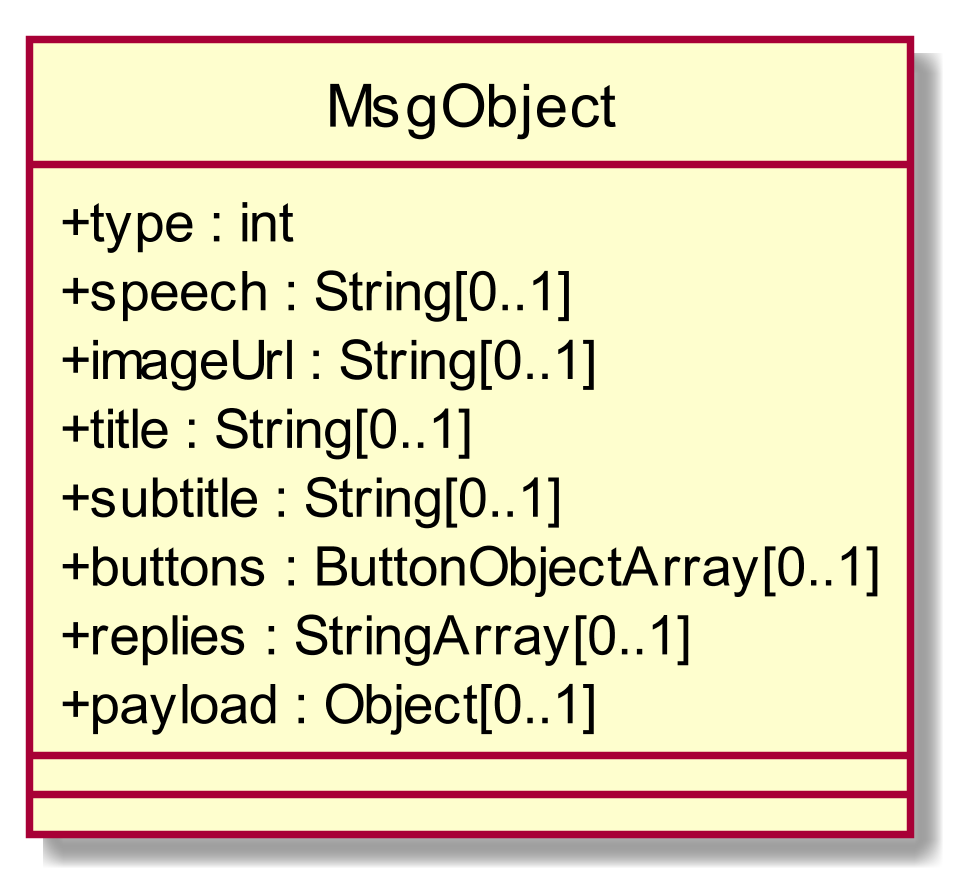 MsgObject
+type : int
+speech : String[0..1]
+imageUrl : String[0..1]
+title : String[0..1]
+subtitle : String[0..1]
+buttons : ButtonObjectArray[0..1]
+replies : StringArray[0..1]
+payload : Object[0..1]